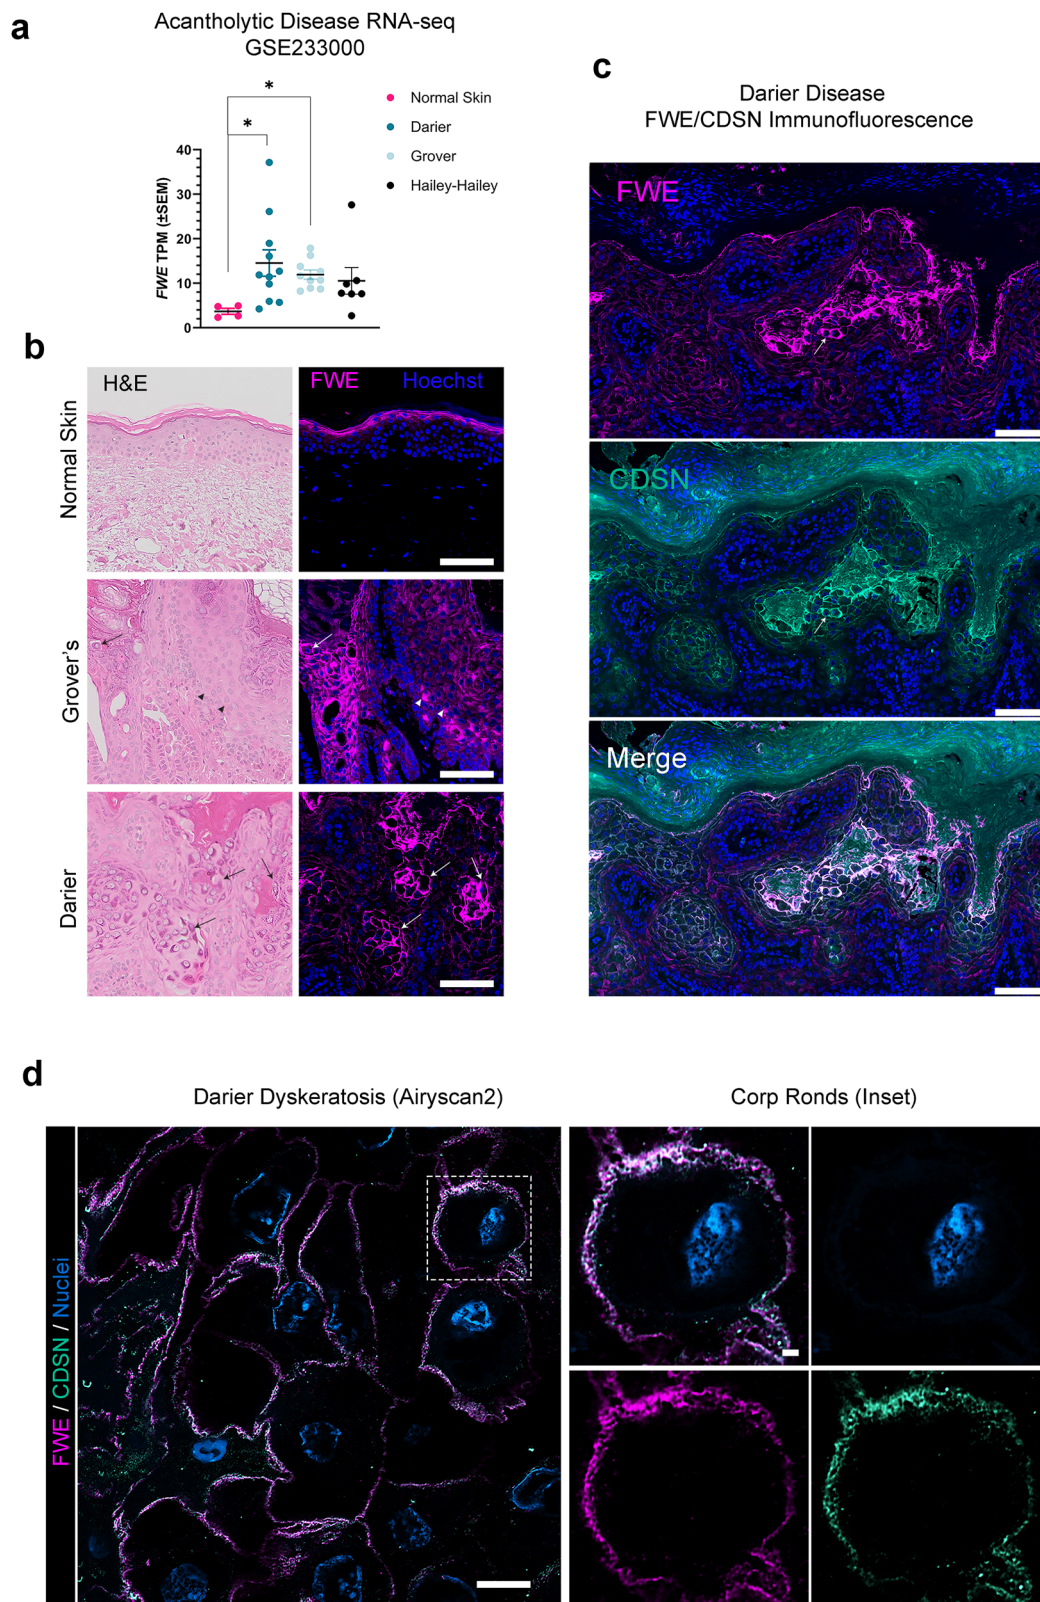 a
Acantholytic Disease RNA-seq
GSE233000
*
*
Normal Skin
Darier
Grover
Hailey-Hailey
FWE TPM (±SEM)
40
30
20
10
0
b
H&E
FWE
Hoechst
Normal Skin
Grover's
Darier
c
Darier Disease
FWE/CDSN Immunofluorescence
FWE
CDSN
Merge
d
Darier Dyskeratosis (Airyscan2)
Corp Ronds (Inset)
FWE / CDSN / Nuclei